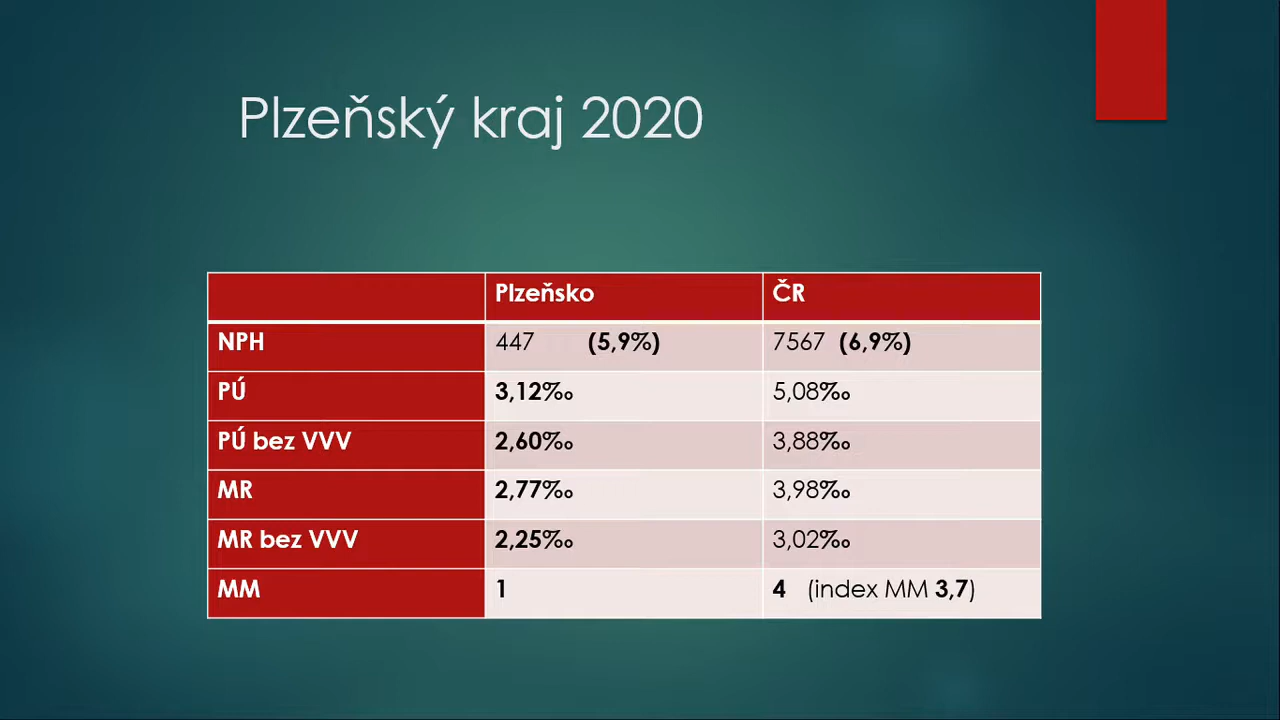 Plzeňský kraj 2020
Plzeňsko ČR
NPH 447 (5,9%) 7567 (6,9%)
PÚ 3,12‰ 5,08‰
PÚ bez VVV 2,60‰ 3,88‰
MR 2,77‰ 3,98‰
MR bez VVV 2,25‰ 3,02‰
MM 1 4 (index MM 3,7)